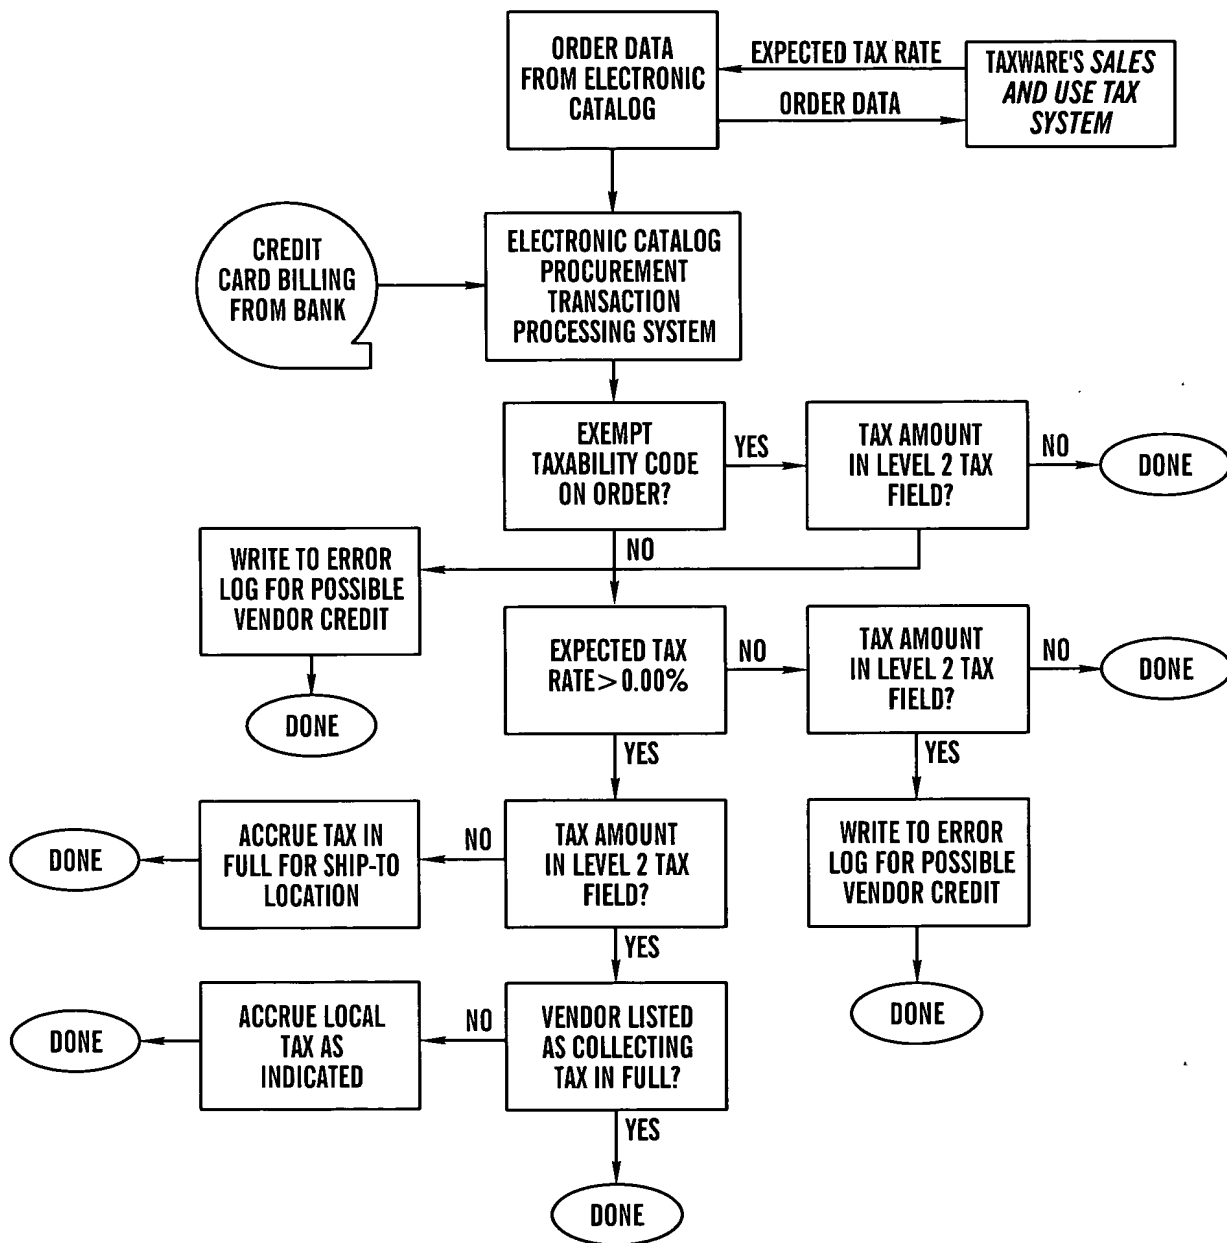 ORDER DATA
FROM ELECTRONIC
CATALOG
EXPECTED TAX RATE
ORDER DATA
TAXWARE'S SALES
AND USE TAX
SYSTEM
CREDIT
CARD BILLING
FROM BANK
ELECTRONIC CATALOG
PROCUREMENT
TRANSACTION
PROCESSING SYSTEM
EXEMPT
TAXABILITY CODE
ON ORDER?
YES
TAX AMOUNT
IN LEVEL 2 TAX
FIELD?
NO
DONE
NO
WRITE TO ERROR
LOG FOR POSSIBLE
VENDOR CREDIT
DONE
EXPECTED TAX
RATE>0.00%
NO
TAX AMOUNT
IN LEVEL 2 TAX
FIELD?
NO
DONE
YES
YES
DONE
ACCRUE TAX IN
FULL FOR SHIP-TO
LOCATION
NO
TAX AMOUNT
IN LEVEL 2 TAX
FIELD?
WRITE TO ERROR
LOG FOR POSSIBLE
VENDOR CREDIT
YES
DONE
DONE
ACCRUE LOCAL
TAX AS
INDICATED
NO
VENDOR LISTED
AS COLLECTING
TAX IN FULL?
YES
DONE